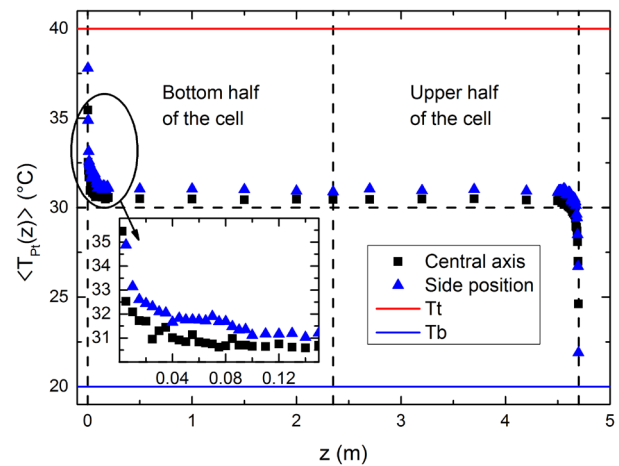 40
35
30
25
20
<T_Pt(z)> (°C)
Bottom half
of the cell
Upper half
of the cell
35
34
33
32
31
0.04 0.08 0.12
Central axis
Side position
Tt
Tb
0 1 2 3 4 5
z (m)